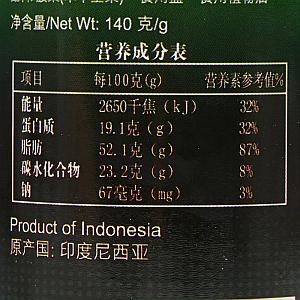 净含量/Net Wt: 140 克/g
营养成分表
项目 每100克(g) 营养素参考值%
能量 2650千焦(kJ) 32%
蛋白质 19.1克(g) 32%
脂肪 52.1克(g) 87%
碳水化合物 23.2克(g) 8%
钠 67毫克(mg) 3%
Product of Indonesia
原产国: 印度尼西亚